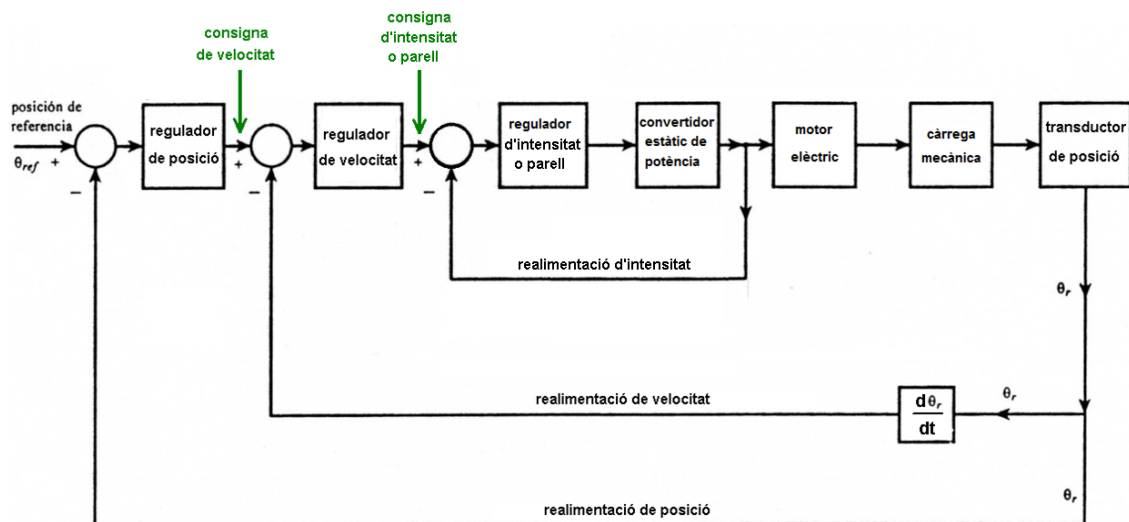 consigna
de velocitat
consigna
d'intensitat
o parell
posición de
referencia
θref +
−
regulador
de posició
+
−
regulador
de velocitat
+
−
regulador
d'intensitat
o parell
convertidor
estàtic de
potència
motor
elèctric
càrrega
mecànica
transductor
de posició
realimentació d'intensitat
θr
realimentació de velocitat
dθr
dt
θr
θr
realimentació de posició